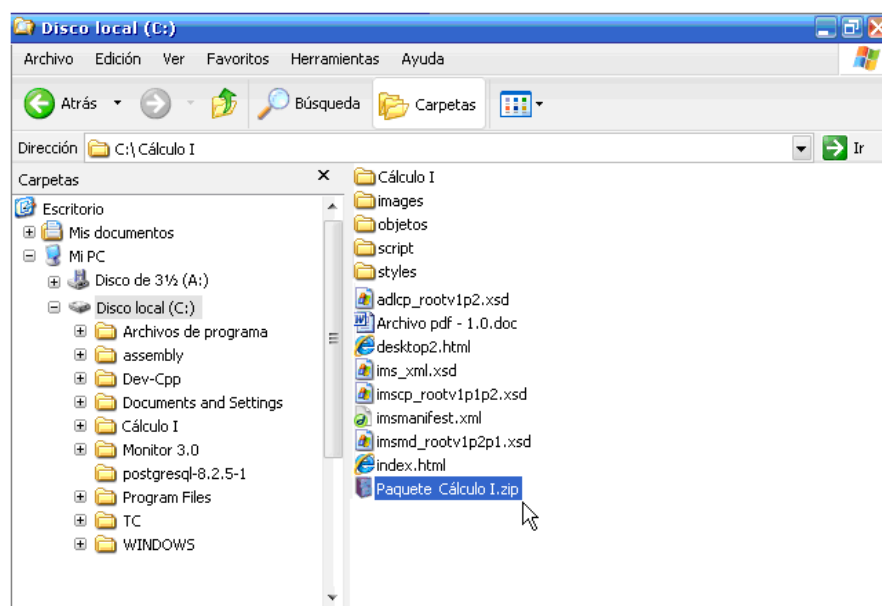 Disco local (C:)
Archivo Edición Ver Favoritos Herramientas Ayuda
Atrás Búsqueda Carpetas
Dirección C:\Cálculo I Ir
Carpetas
Escritorio
Mis documentos
Mi PC
Disco de 3½ (A:)
Disco local (C:)
Archivos de programa
assembly
Dev-Cpp
Documents and Settings
Cálculo I
Monitor 3.0
postgresql-8.2.5-1
Program Files
TC
WINDOWS
Cálculo I
images
objetos
script
styles
adlcp_rootv1p2.xsd
Archivo pdf - 1.0.doc
desktop2.html
ims_xml.xsd
imscp_rootv1p1p2.xsd
imsmanifest.xml
imsmd_rootv1p2p1.xsd
index.html
Paquete Cálculo I.zip